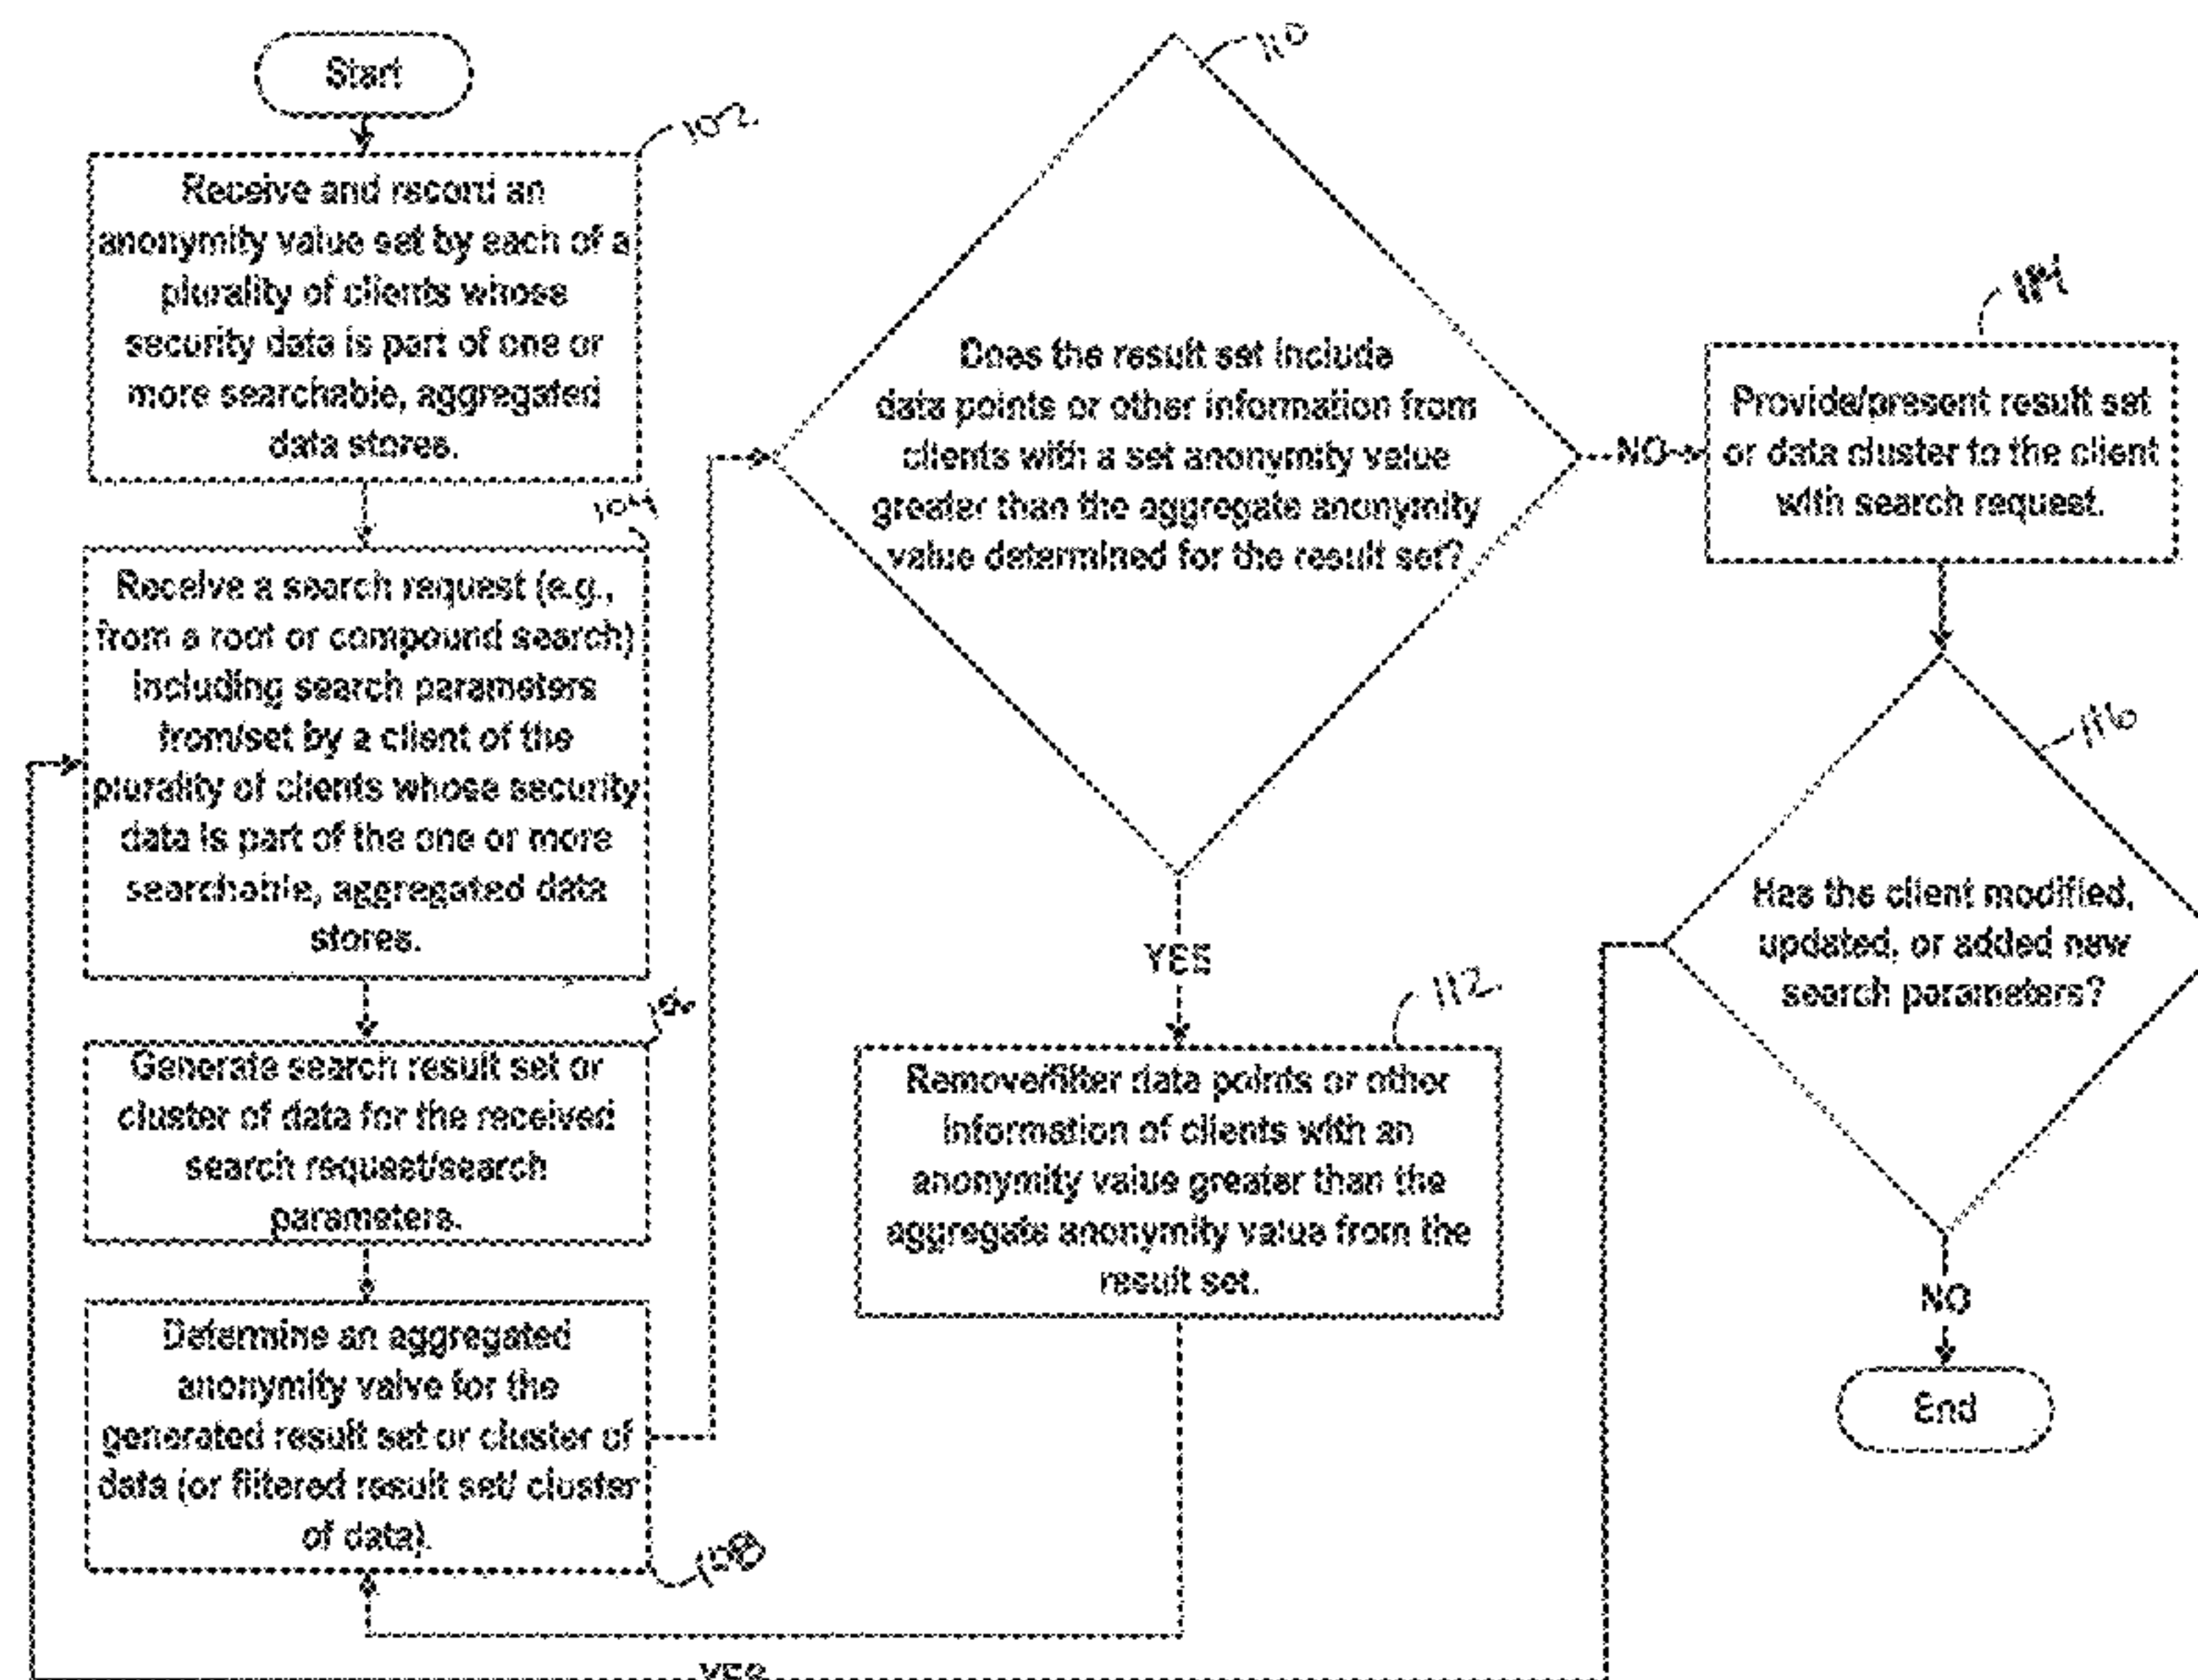 Start
102
Receive and record an
anonymity value set by each of a
plurality of clients whose
security data is part of one or
more searchable, aggregated
data stores.
104
Receive a search request (e.g.,
from a root or compound search)
including search parameters
from/set by a client of the
plurality of clients whose security
data is part of the one or more
searchable, aggregated data
stores.
Generate search result set or
cluster of data for the received
search request/search
parameters.
Determine an aggregated
anonymity valve for the
generated result set or cluster of
data (or filtered result set/ cluster
of data).
108
110
Does the result set include
data points or other information from
clients with a set anonymity value
greater than the aggregate anonymity
value determined for the result set?
NO
YES
112
Remove/filter data points or other
information of clients with an
anonymity value greater than the
aggregate anonymity value from the
result set.
114
Provide/present result set
or data cluster to the client
with search request.
116
Has the client modified,
updated, or added new
search parameters?
NO
End
YES